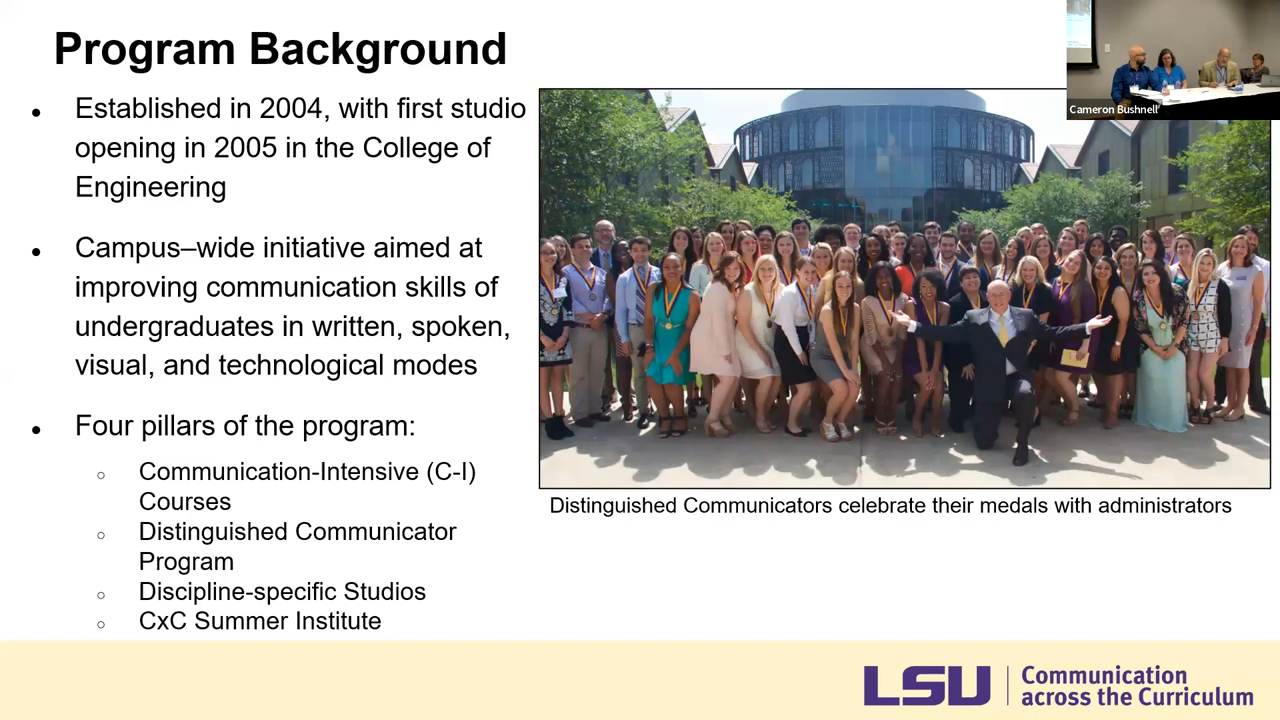 Program Background
Established in 2004, with first studio
opening in 2005 in the College of
Engineering
Campus–wide initiative aimed at
improving communication skills of
undergraduates in written, spoken,
visual, and technological modes
Four pillars of the program:
Communication-Intensive (C-I)
Courses
Distinguished Communicator
Program
Discipline-specific Studios
CxC Summer Institute
Cameron Bushnell
Distinguished Communicators celebrate their medals with administrators
LSU
Communication
across the Curriculum